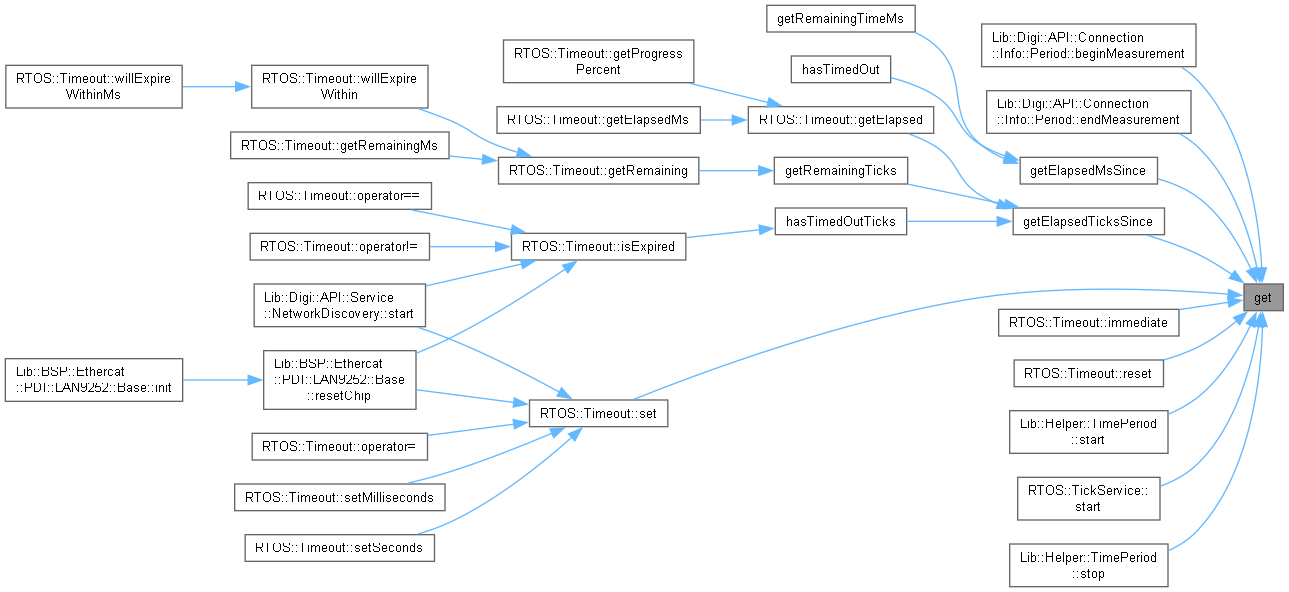 RTOS::Timeout::willExpire
WithinMs
Lib::BSP::Ethercat
::PDI::LAN9252::Base::init
RTOS::Timeout::willExpire
Within
RTOS::Timeout::getRemainingMs
RTOS::Timeout::operator==
RTOS::Timeout::operator!=
Lib::Digi::API::Service
::NetworkDiscovery::start
Lib::BSP::Ethercat
::PDI::LAN9252::Base
::resetChip
RTOS::Timeout::operator=
RTOS::Timeout::setMilliseconds
RTOS::Timeout::setSeconds
RTOS::Timeout::getProgress
Percent
RTOS::Timeout::getElapsedMs
RTOS::Timeout::getRemaining
RTOS::Timeout::isExpired
RTOS::Timeout::set
getRemainingTimeMs
hasTimedOut
RTOS::Timeout::getElapsed
getRemainingTicks
hasTimedOutTicks
Lib::Digi::API::Connection
::Info::Period::beginMeasurement
Lib::Digi::API::Connection
::Info::Period::endMeasurement
getElapsedMsSince
getElapsedTicksSince
RTOS::Timeout::immediate
RTOS::Timeout::reset
Lib::Helper::TimePeriod
::start
RTOS::TickService::
start
Lib::Helper::TimePeriod
::stop
get